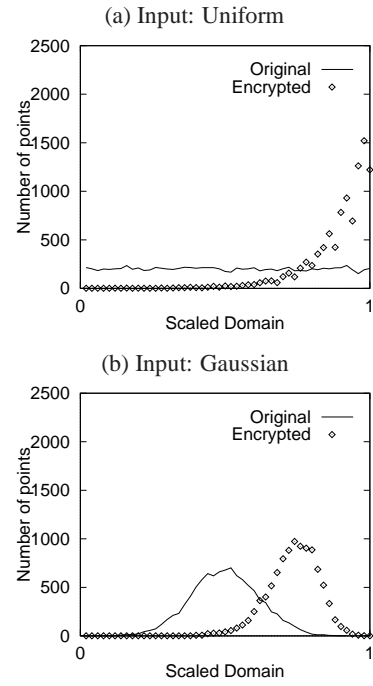 (a) Input: Uniform
2500
2000
1500
1000
500
0
Number of points
Original
Encrypted
0
1
Scaled Domain
(b) Input: Gaussian
2500
2000
1500
1000
500
0
Number of points
Original
Encrypted
0
1
Scaled Domain